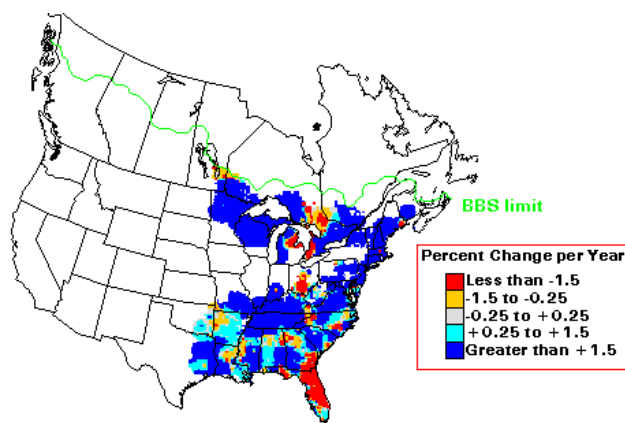 BBS limit
Percent Change per Year
Less than -1.5
-1.5 to -0.25
-0.25 to +0.25
+0.25 to +1.5
Greater than +1.5